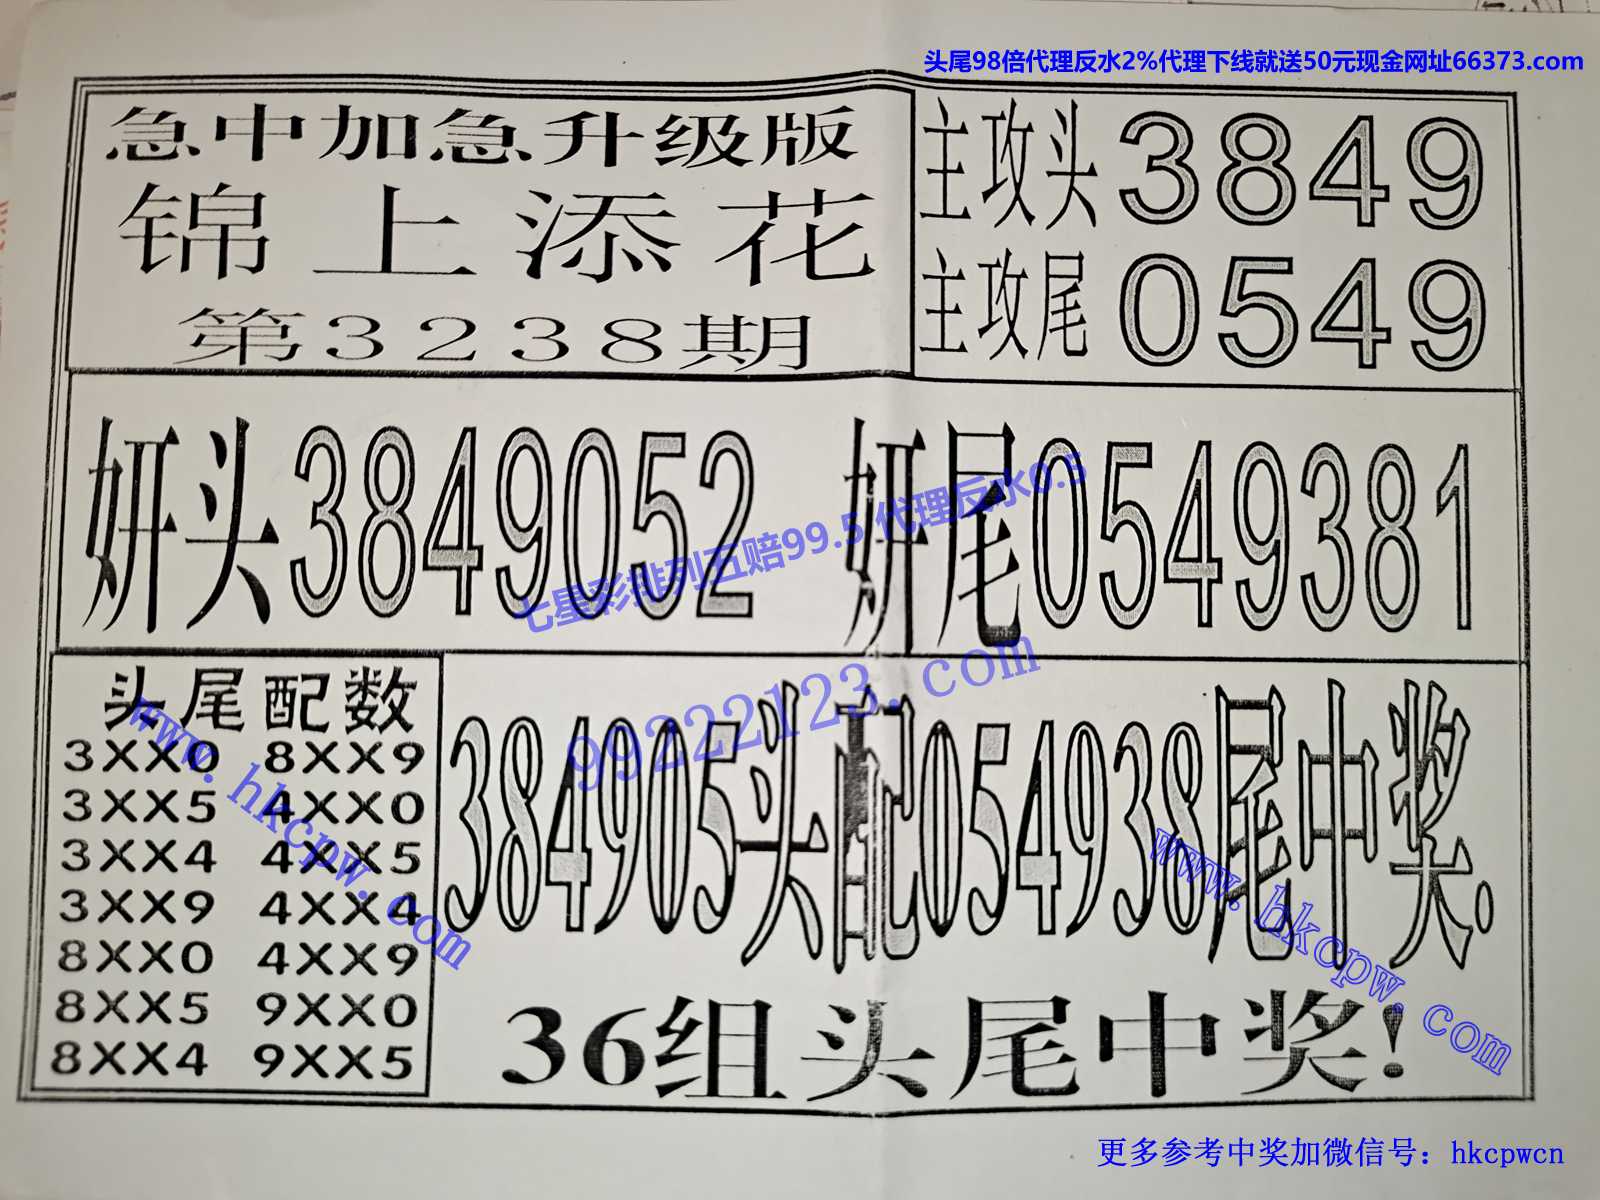 头尾98倍代理反水2%代理下线就送50元现金网址66373.com
急中加急升级版
锦上添花
第3238期
主攻头3849
主攻尾0549
妍头3849052 妍尾0549381
七星彩排列五赔99.5 代理反水0.5
99222123.com
头尾配数
3XX0 8XX9
3XX5 4XX0
3XX4 4XX5
3XX9 4XX4
8XX0 4XX9
8XX5 9XX0
8XX4 9XX5
www.hkcpw.com
384905头配054938尾中奖.
www.hkcpw.com
36组头尾中奖!
更多参考中奖加微信号：hkcpwcn